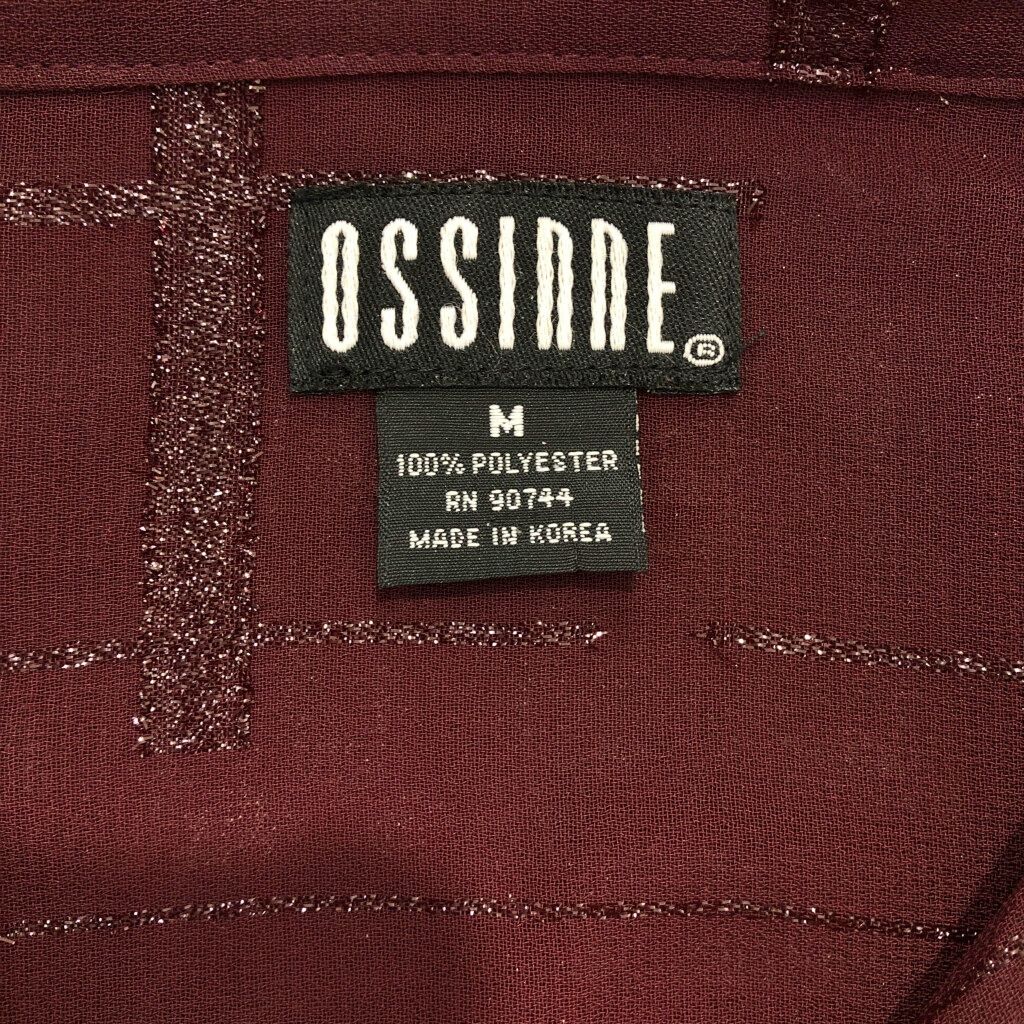 OSSINNE®
M
100% POLYESTER
RN 90744
MADE IN KOREA